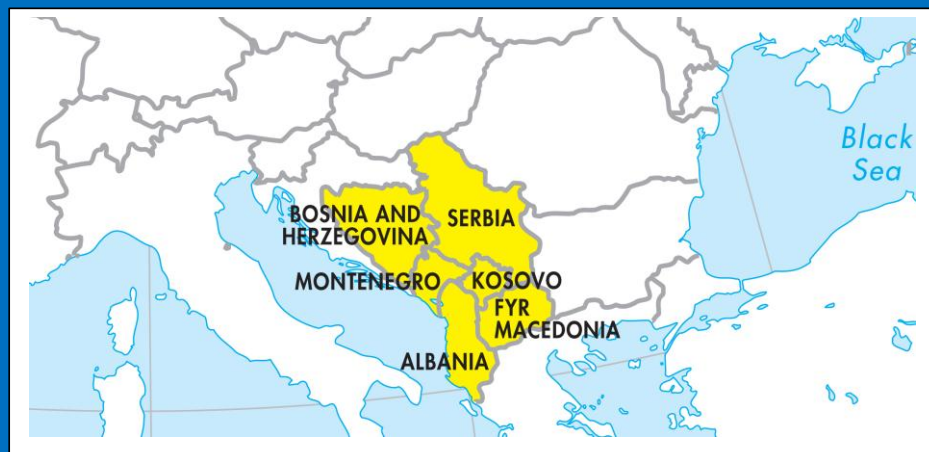 Black
Sea
BOSNIA AND
HERZEGOVINA
SERBIA
MONTENEGRO
KOSOVO
FYR
MACEDONIA
ALBANIA